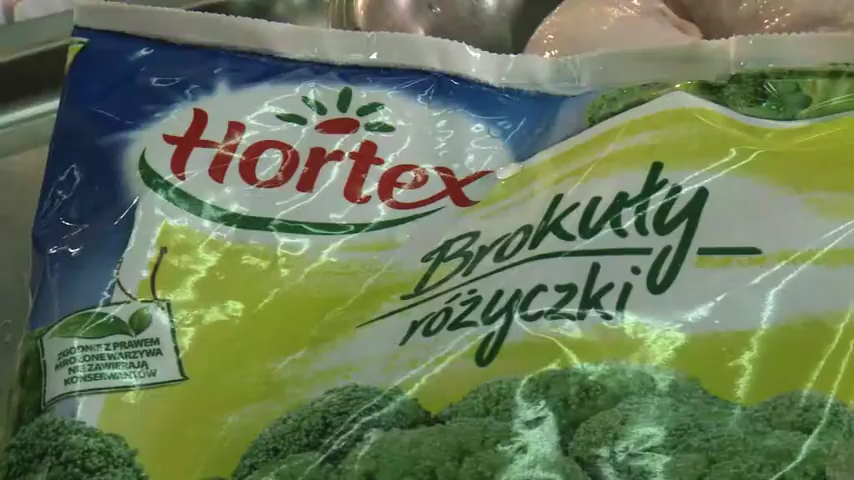 Hortex
Brokuły
różyczki
ZGODNIE Z PRAWEM
MROŻONE WARZYWA
NIE ZAWIERAJĄ
KONSERWANTÓW